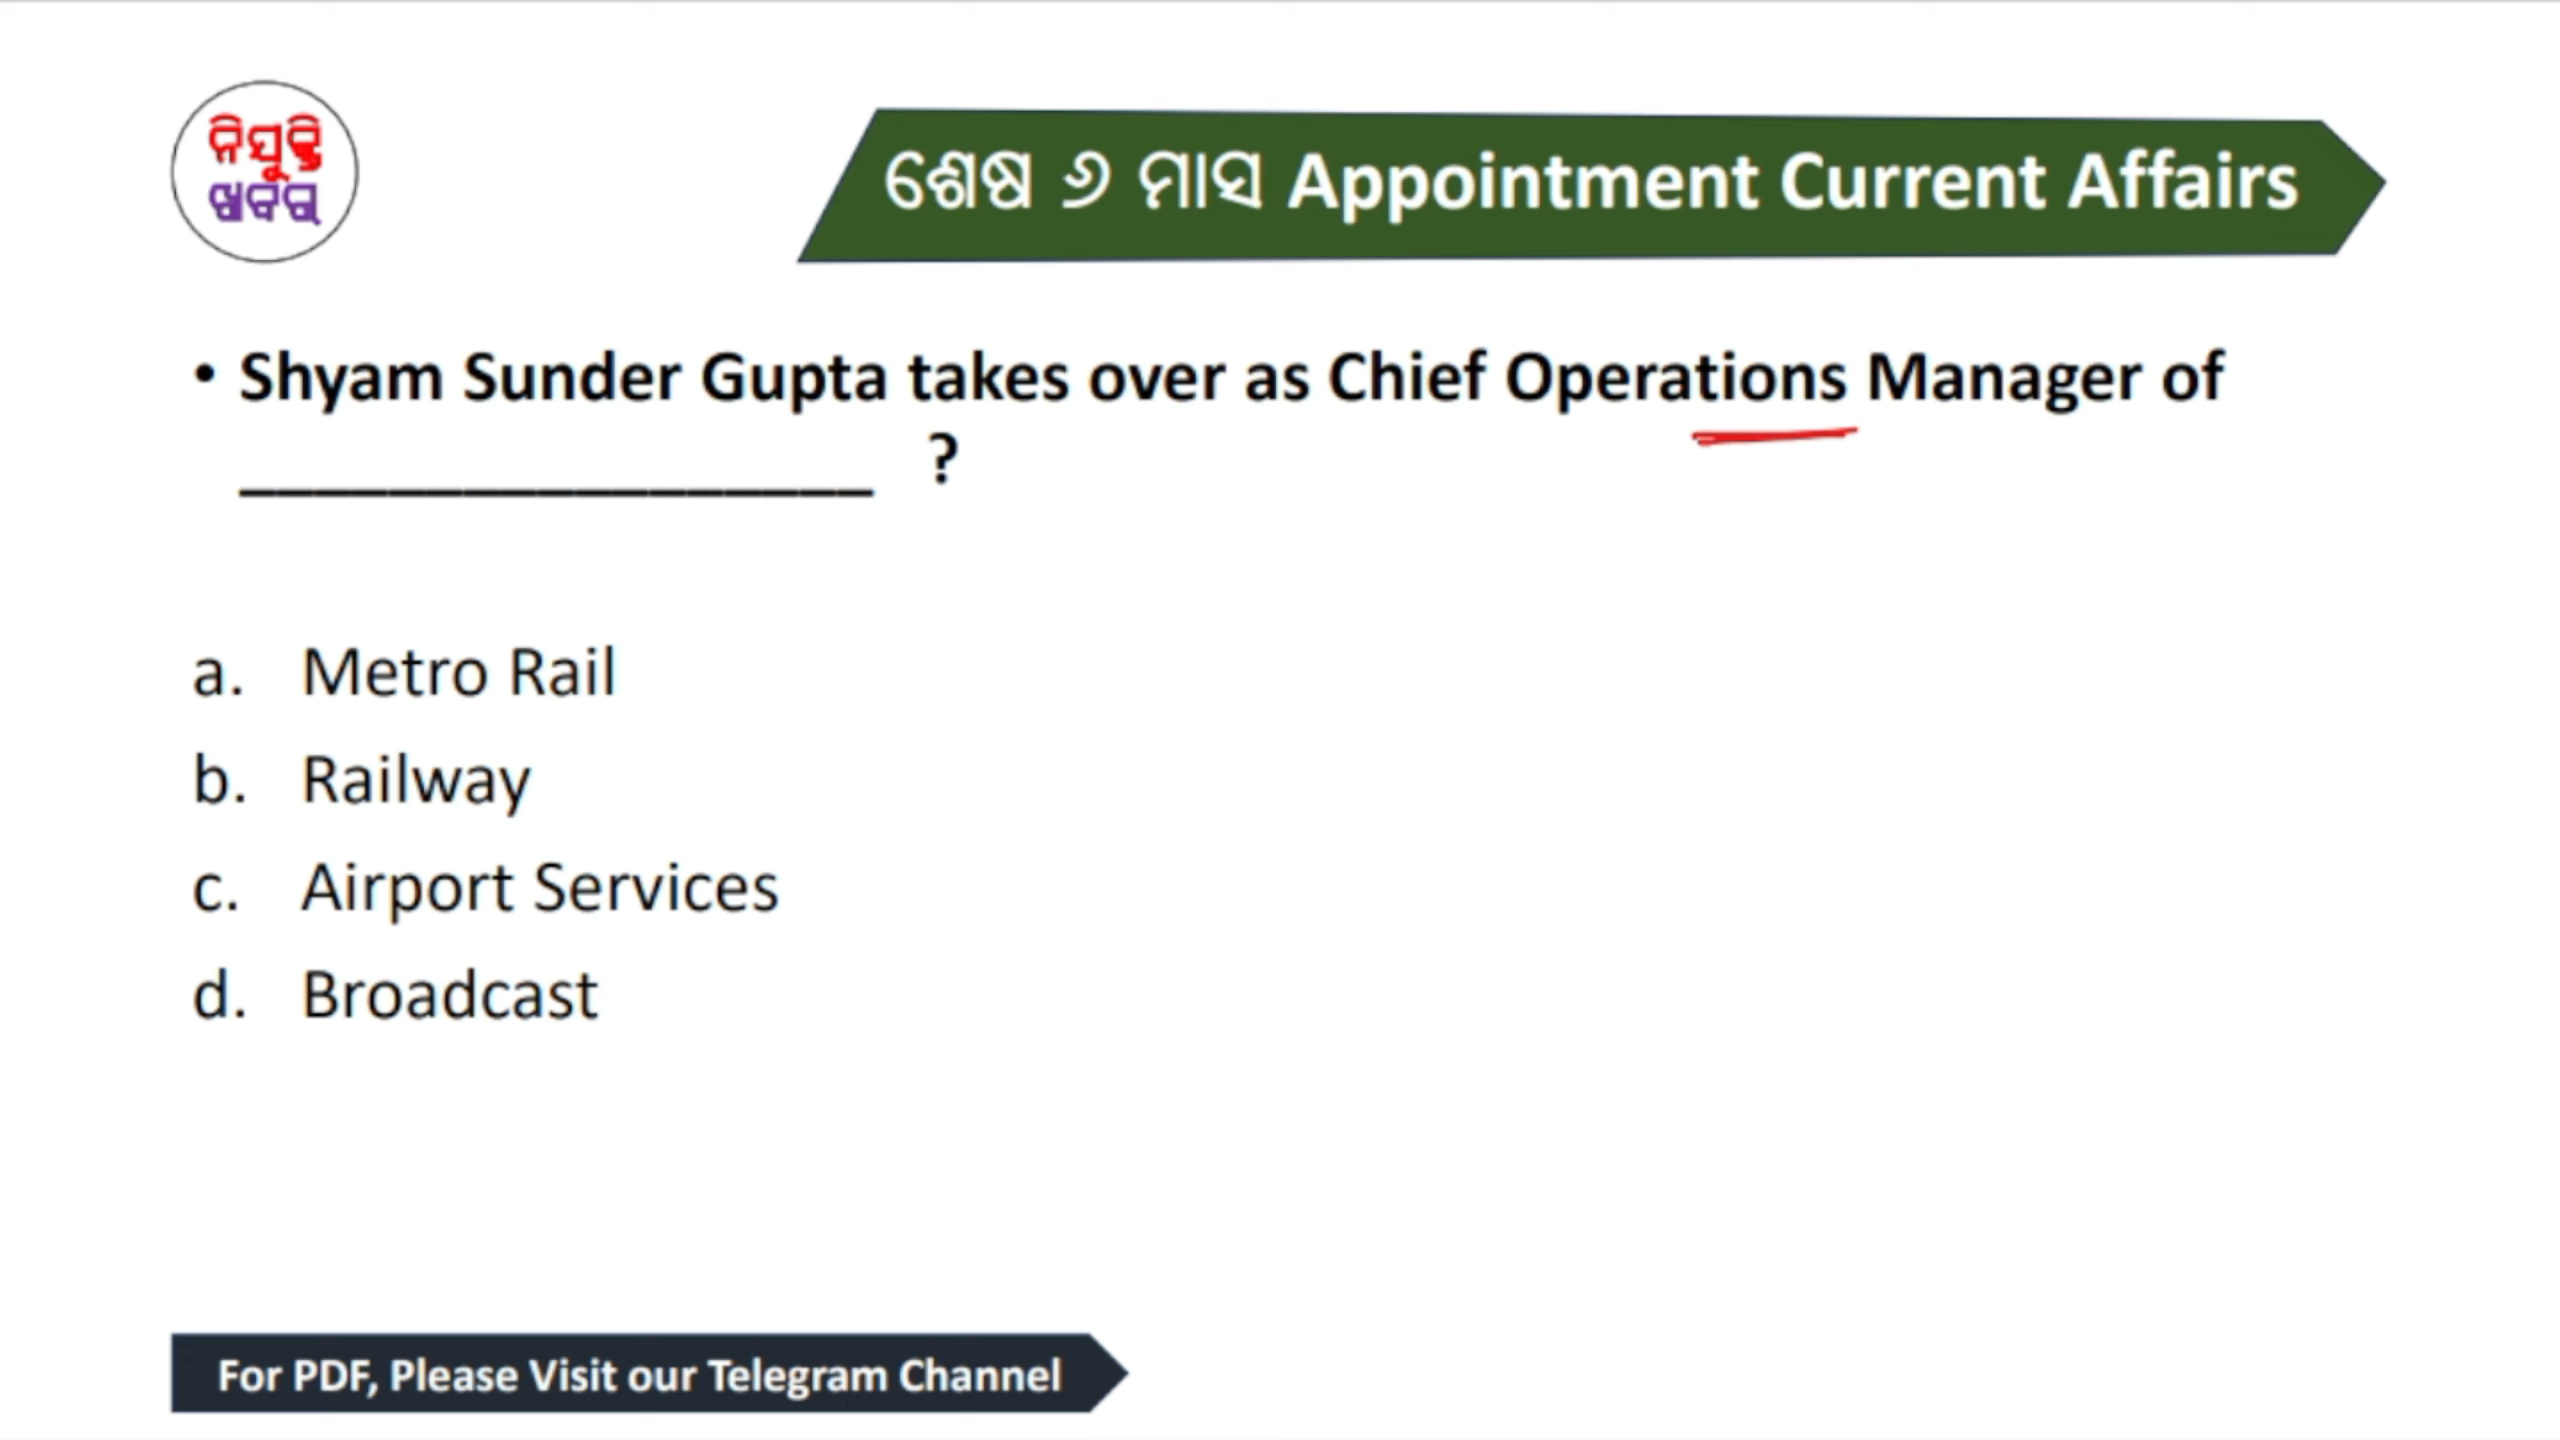 ନିଯୁକ୍ତି
ଖବର
ଶେଷ ୬ ମାସ Appointment Current Affairs
• Shyam Sunder Gupta takes over as Chief Operations Manager of
_________________ ?
a. Metro Rail
b. Railway
c. Airport Services
d. Broadcast
For PDF, Please Visit our Telegram Channel